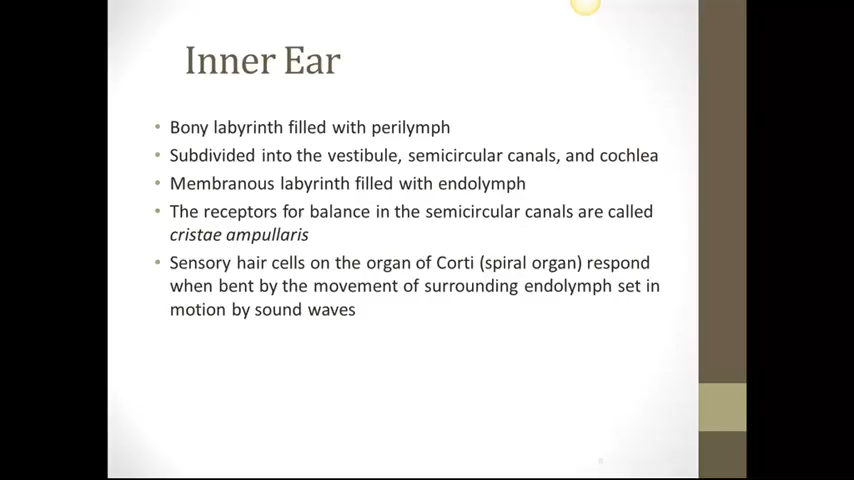 Inner Ear
• Bony labyrinth filled with perilymph
• Subdivided into the vestibule, semicircular canals, and cochlea
• Membranous labyrinth filled with endolymph
• The receptors for balance in the semicircular canals are called
cristae ampullaris
• Sensory hair cells on the organ of Corti (spiral organ) respond
when bent by the movement of surrounding endolymph set in
motion by sound waves